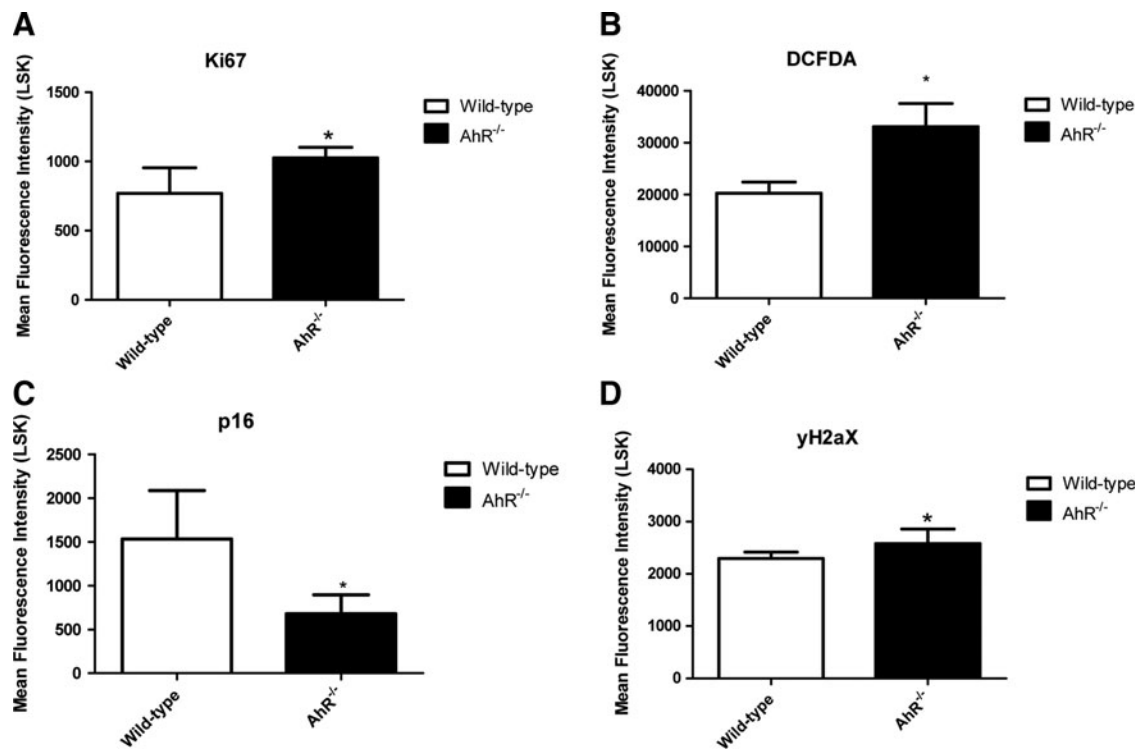 A
Ki67
Mean Fluorescence Intensity (LSK)
1500
1000
500
0
*
Wild-type
AhR-/-
Wild-type
AhR-/-
B
DCFDA
Mean Fluorescence Intensity (LSK)
40000
30000
20000
10000
0
*
Wild-type
AhR-/-
Wild-type
AhR-/-
C
p16
Mean Fluorescence Intensity (LSK)
2500
2000
1500
1000
500
0
*
Wild-type
AhR-/-
Wild-type
AhR-/-
D
yH2aX
Mean Fluorescence Intensity (LSK)
4000
3000
2000
1000
0
*
Wild-type
AhR-/-
Wild-type
AhR-/-